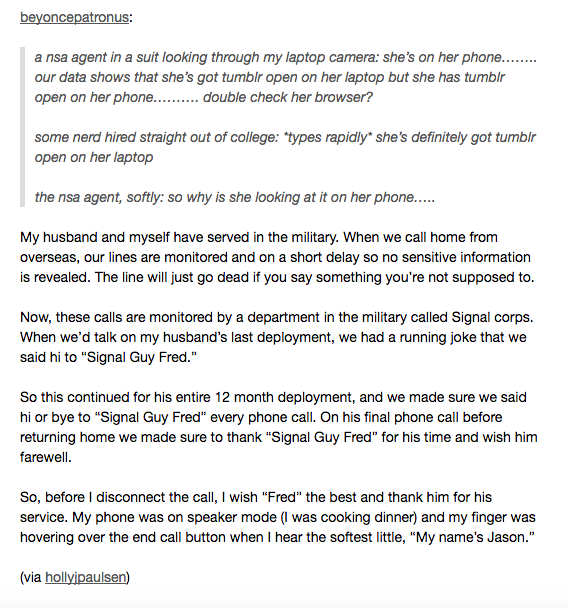 beyoncepatronus:
a nsa agent in a suit looking through my laptop camera: she’s on her phone……..
our data shows that she’s got tumblr open on her laptop but she has tumblr
open on her phone………. double check her browser?
some nerd hired straight out of college: *types rapidly* she’s definitely got tumblr
open on her laptop
the nsa agent, softly: so why is she looking at it on her phone…..
My husband and myself have served in the military. When we call home from
overseas, our lines are monitored and on a short delay so no sensitive information
is revealed. The line will just go dead if you say something you’re not supposed to.
Now, these calls are monitored by a department in the military called Signal corps.
When we’d talk on my husband’s last deployment, we had a running joke that we
said hi to “Signal Guy Fred.”
So this continued for his entire 12 month deployment, and we made sure we said
hi or bye to “Signal Guy Fred” every phone call. On his final phone call before
returning home we made sure to thank “Signal Guy Fred” for his time and wish him
farewell.
So, before I disconnect the call, I wish “Fred” the best and thank him for his
service. My phone was on speaker mode (I was cooking dinner) and my finger was
hovering over the end call button when I hear the softest little, “My name’s Jason.”
(via hollyjpaulsen)